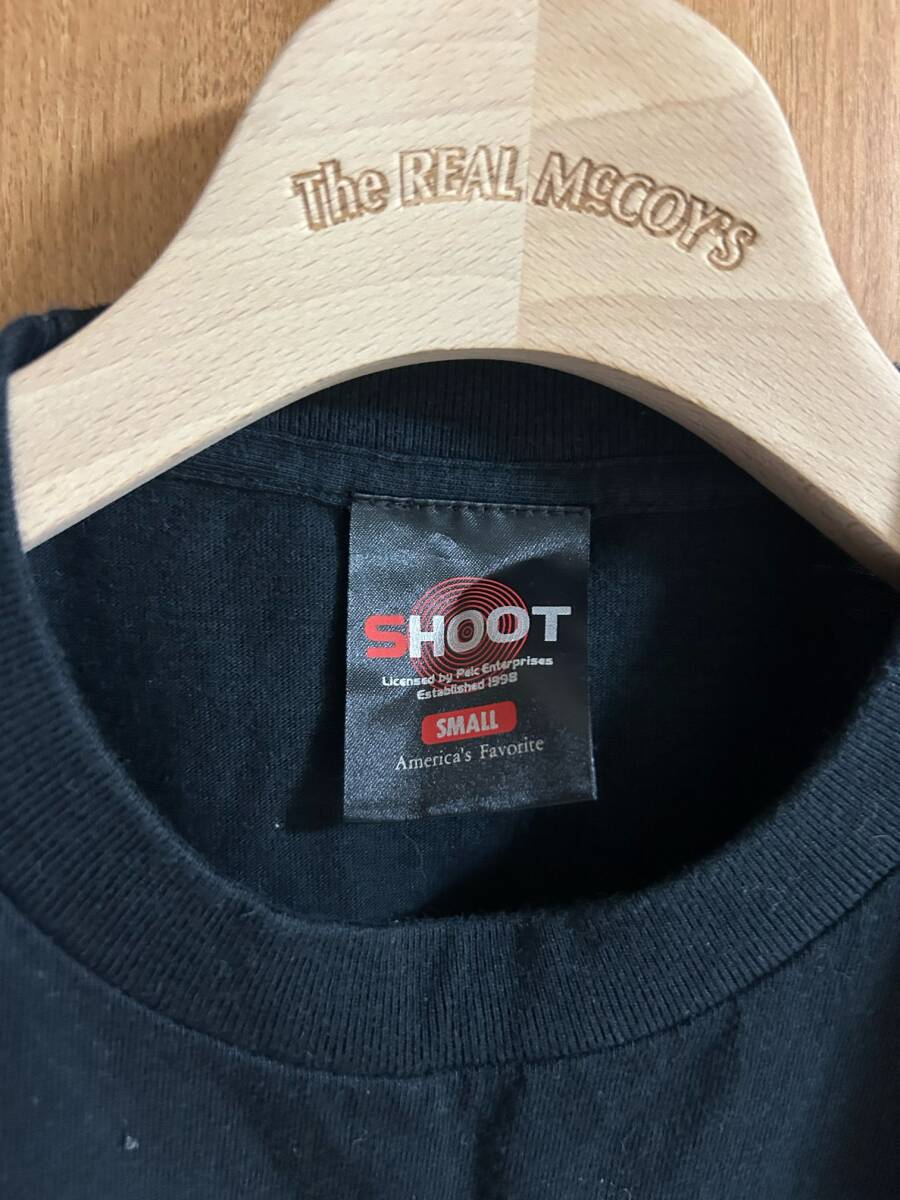 The REAL McCOY'S
SHOOT
Licensed by Pelc Enterprises
Established 1998
SMALL
America's Favorite